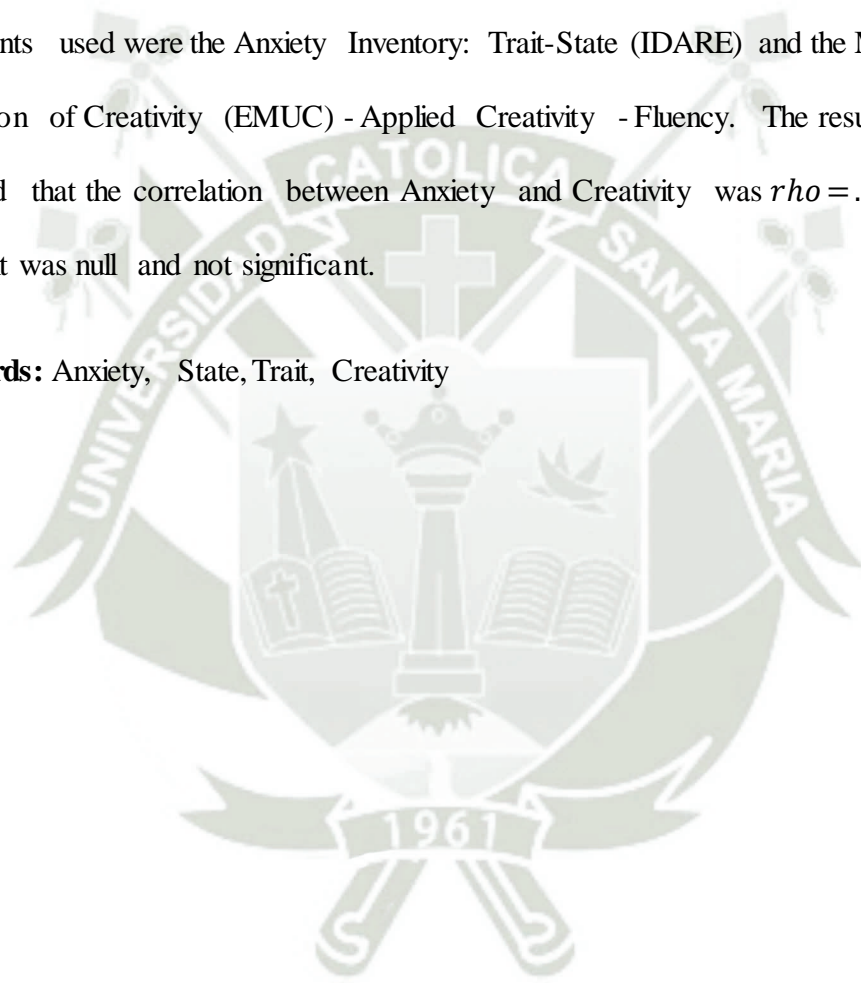 nts used were the Anxiety Inventory: Trait-State (IDARE) and the
on of Creativity (EMUC) - Applied Creativity - Fluency. The resu
d that the correlation between Anxiety and Creativity was rho = .
t was null and not significant.
rds: Anxiety, State, Trait, Creativity
UNIVERSIDAD CATOLICA SANTA MARIA
1961